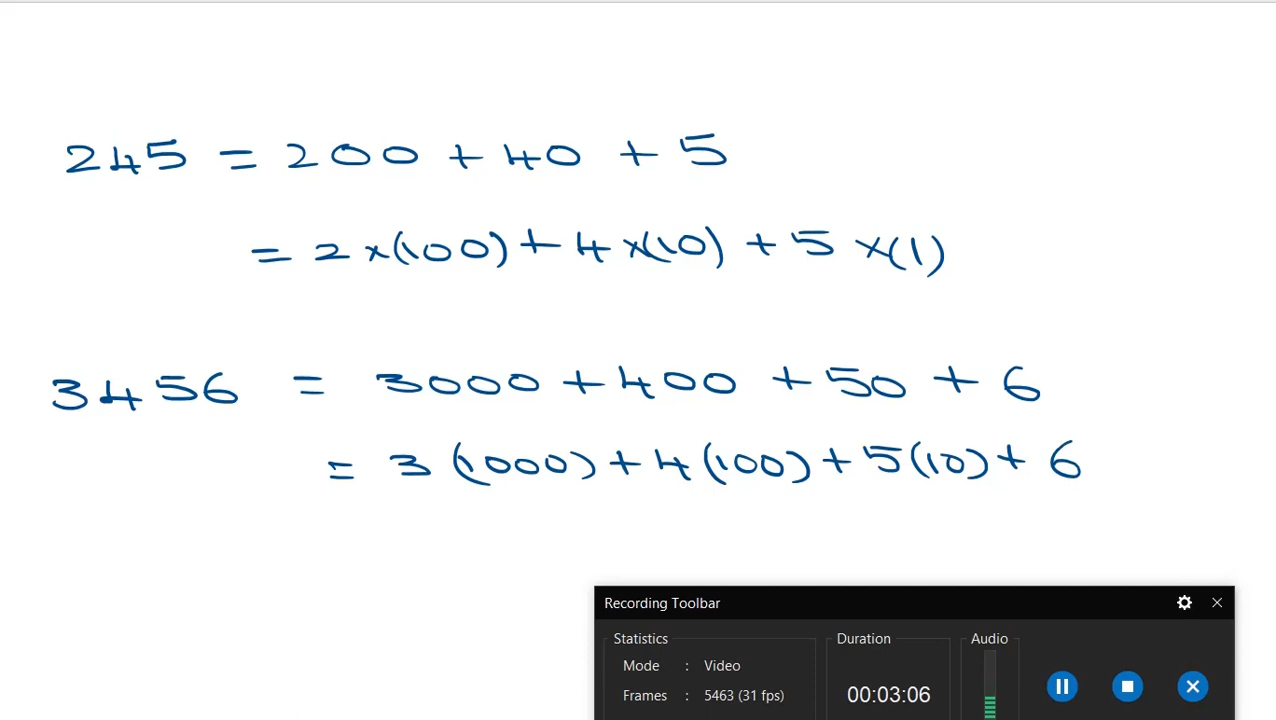 245 = 200 + 40 + 5
= 2 ×(100) + 4 ×(10) + 5 ×(1)
3456 = 3000 + 400 + 50 + 6
= 3 (1000) + 4 (100) + 5(10) + 6
Recording Toolbar
Statistics Duration Audio
Mode : Video
Frames : 5463 (31 fps) 00:03:06